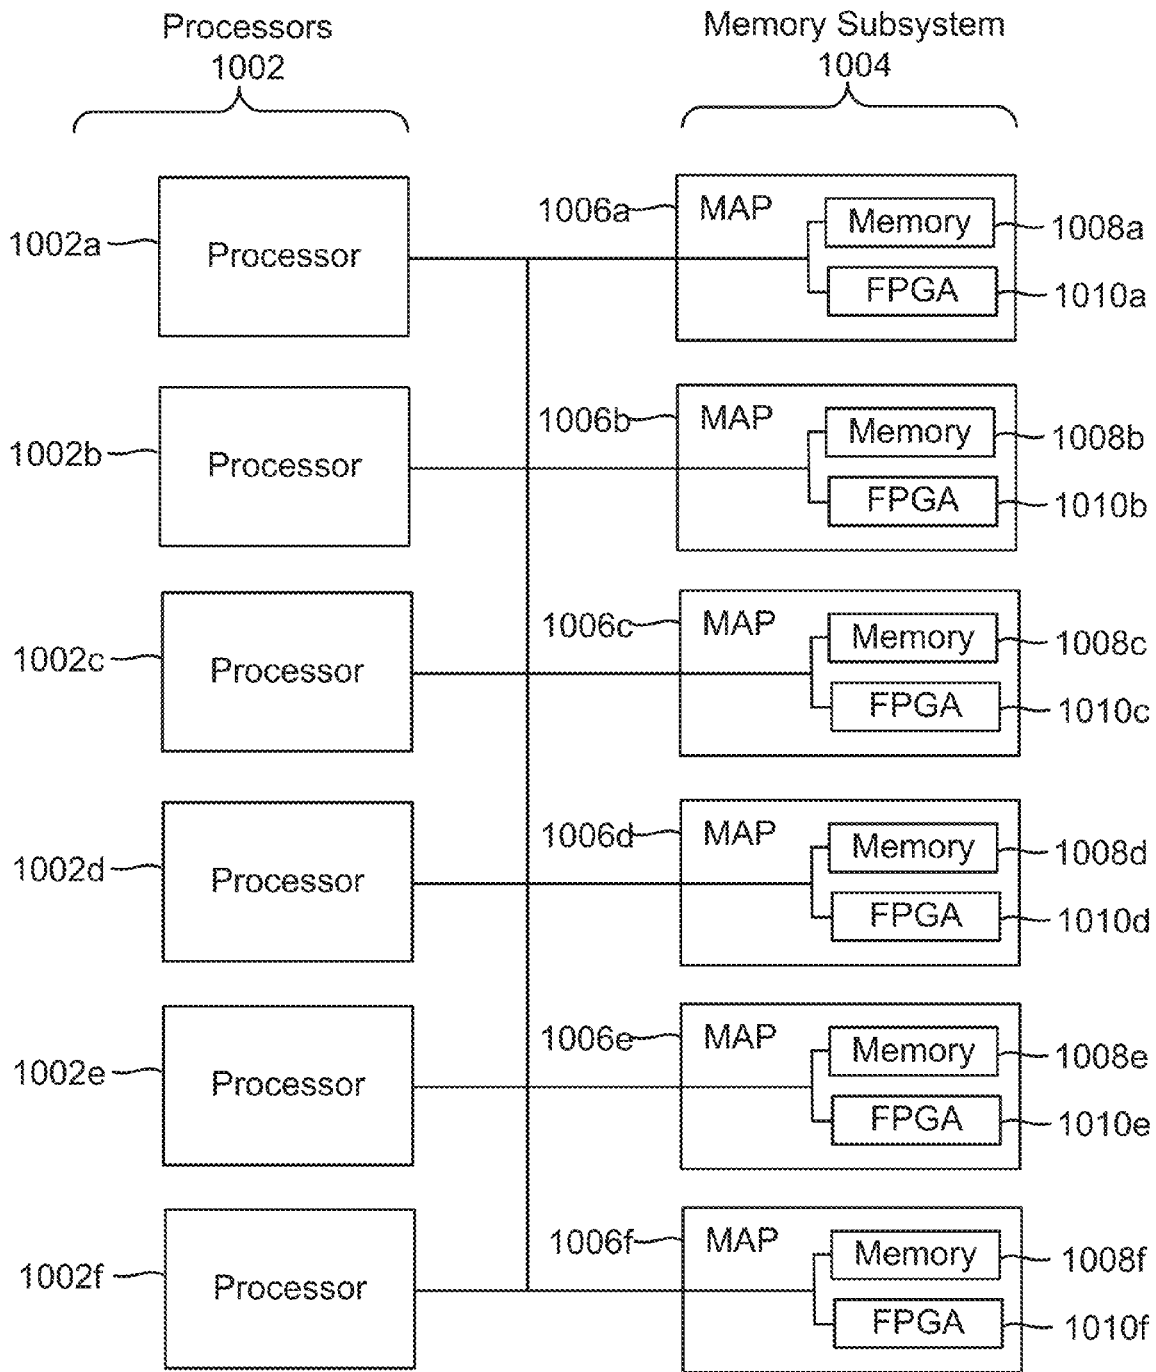 Processors
1002
Memory Subsystem
1004
1002a
Processor
1006a
MAP
Memory
1008a
FPGA
1010a
1002b
Processor
1006b
MAP
Memory
1008b
FPGA
1010b
1002c
Processor
1006c
MAP
Memory
1008c
FPGA
1010c
1002d
Processor
1006d
MAP
Memory
1008d
FPGA
1010d
1002e
Processor
1006e
MAP
Memory
1008e
FPGA
1010e
1002f
Processor
1006f
MAP
Memory
1008f
FPGA
1010f